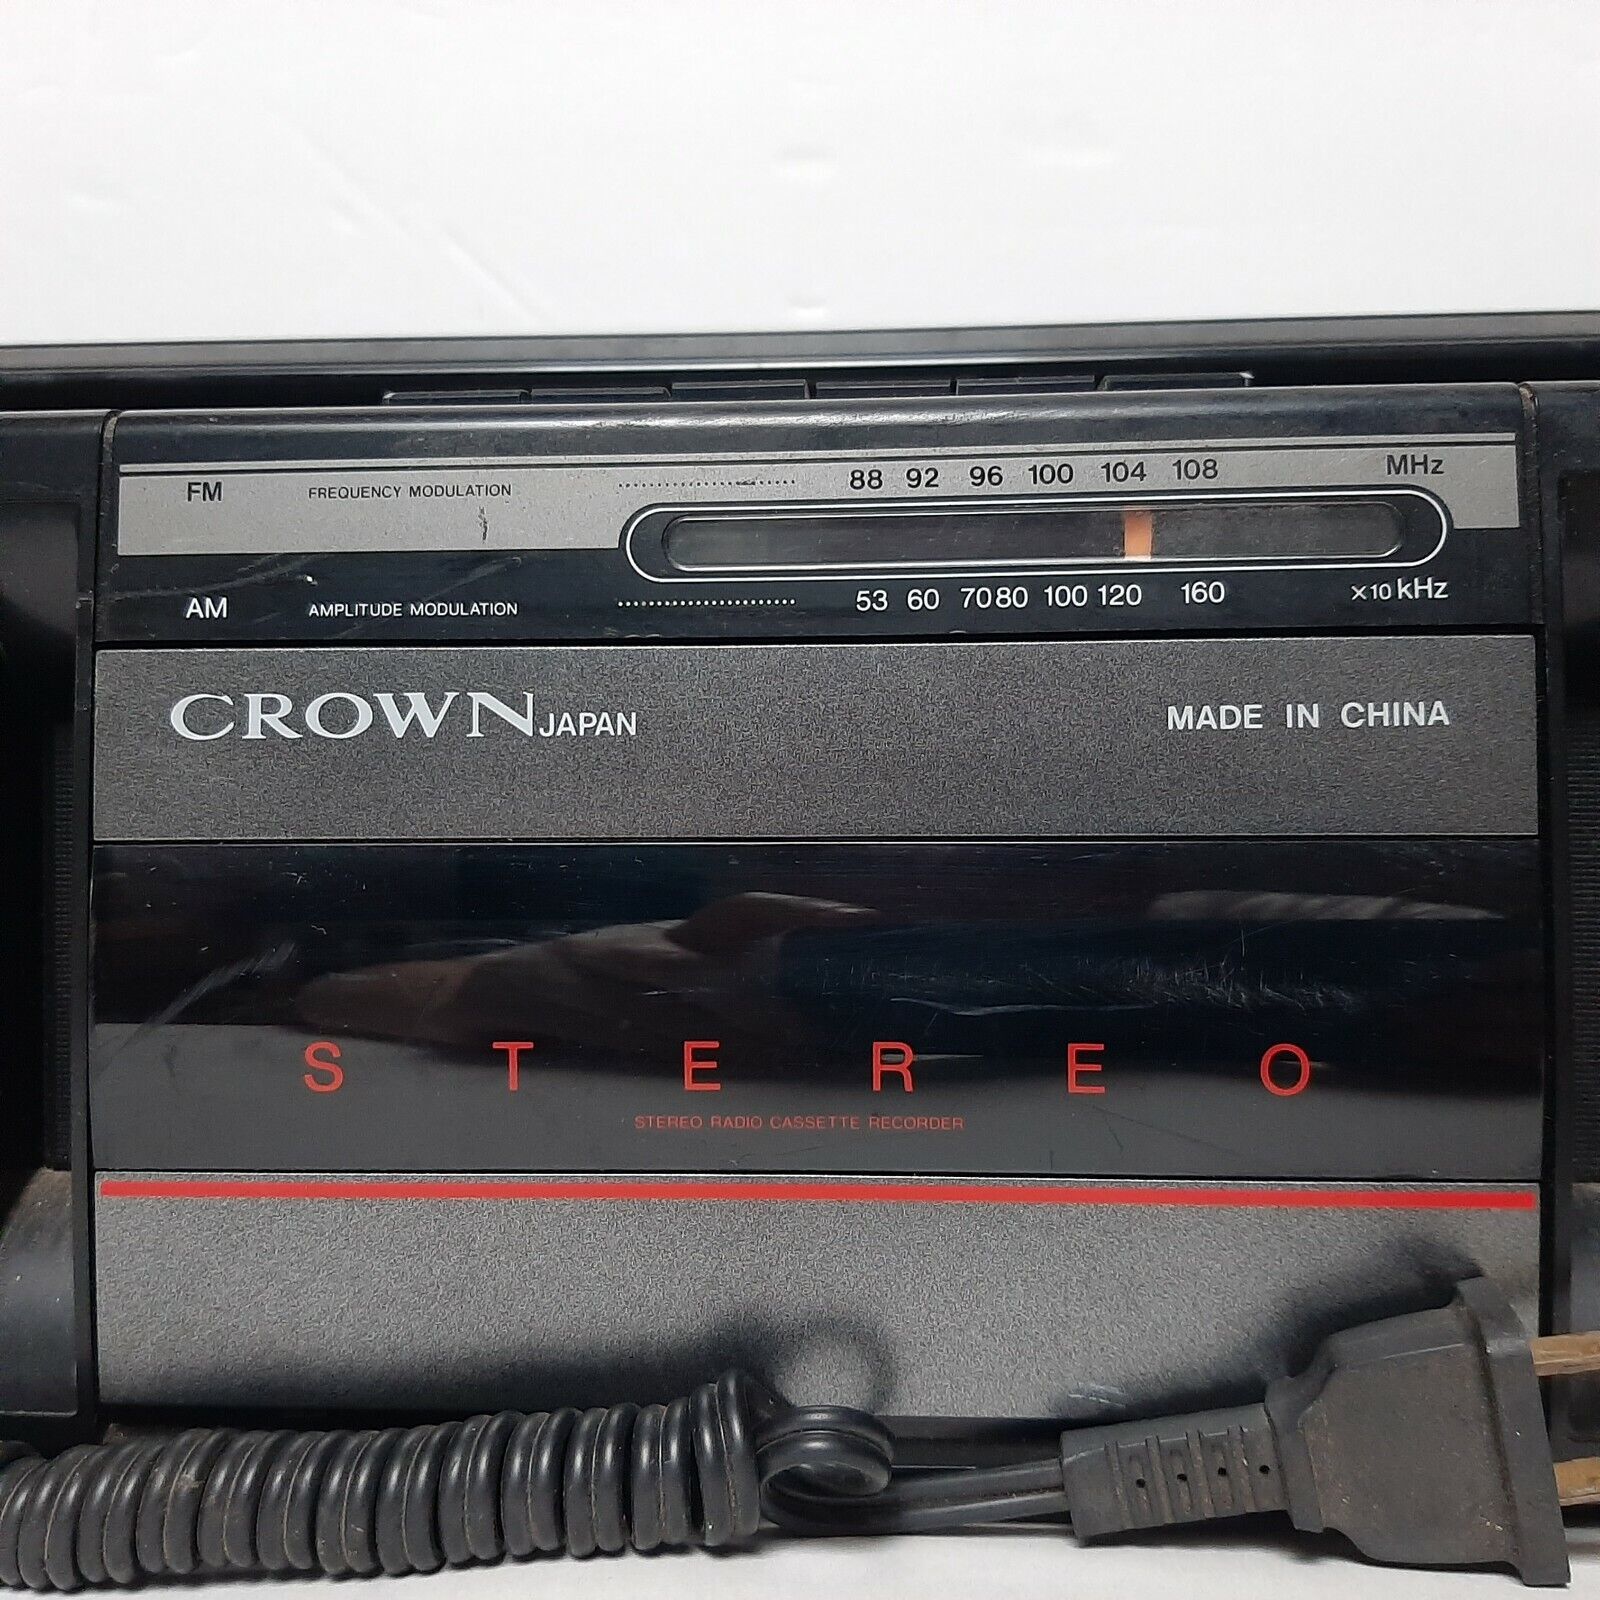 88 92 96 100 104 108 MHz
FM FREQUENCY MODULATION
AM AMPLITUDE MODULATION 53 60 70 80 100 120 160 ×10 kHz
CROWN JAPAN MADE IN CHINA
STEREO
STEREO RADIO CASSETTE RECORDER